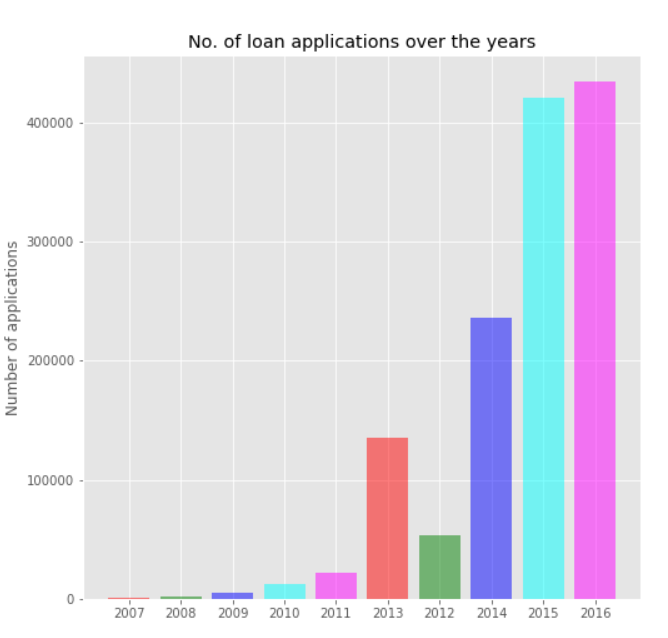 No. of loan applications over the years
Number of applications
400000
300000
200000
100000
0
2007 2008 2009 2010 2011 2013 2012 2014 2015 2016